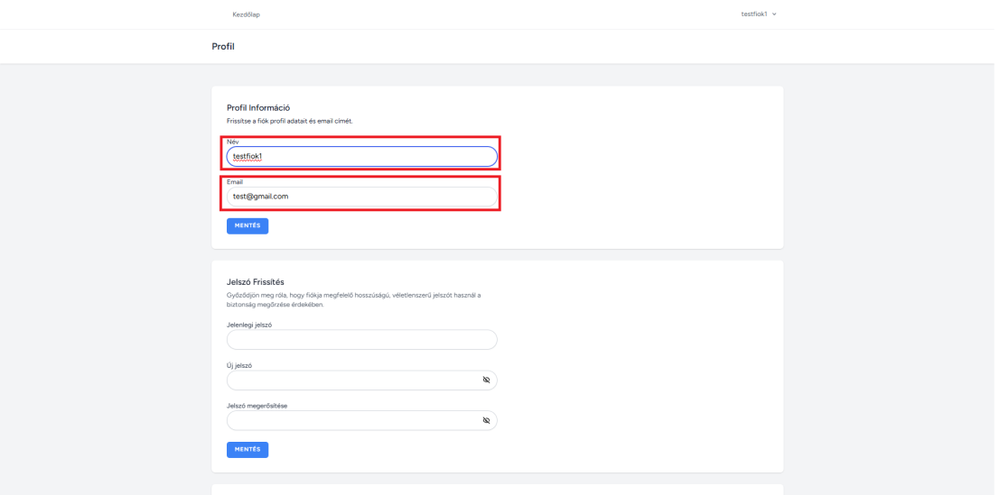 Kezdőlap
testfiok1
Profil
Profil Információ
Frissítse a fiók profil adatait és email címét.
Név
testfiok1
Email
test@gmail.com
MENTÉS
Jelszó Frissítés
Győződjön meg róla, hogy fiókja megfelelő hosszúságú, véletlenszerű jelszót használ a
biztonság megőrzése érdekében.
Jelenlegi jelszó
Új jelszó
Jelszó megerősítése
MENTÉS